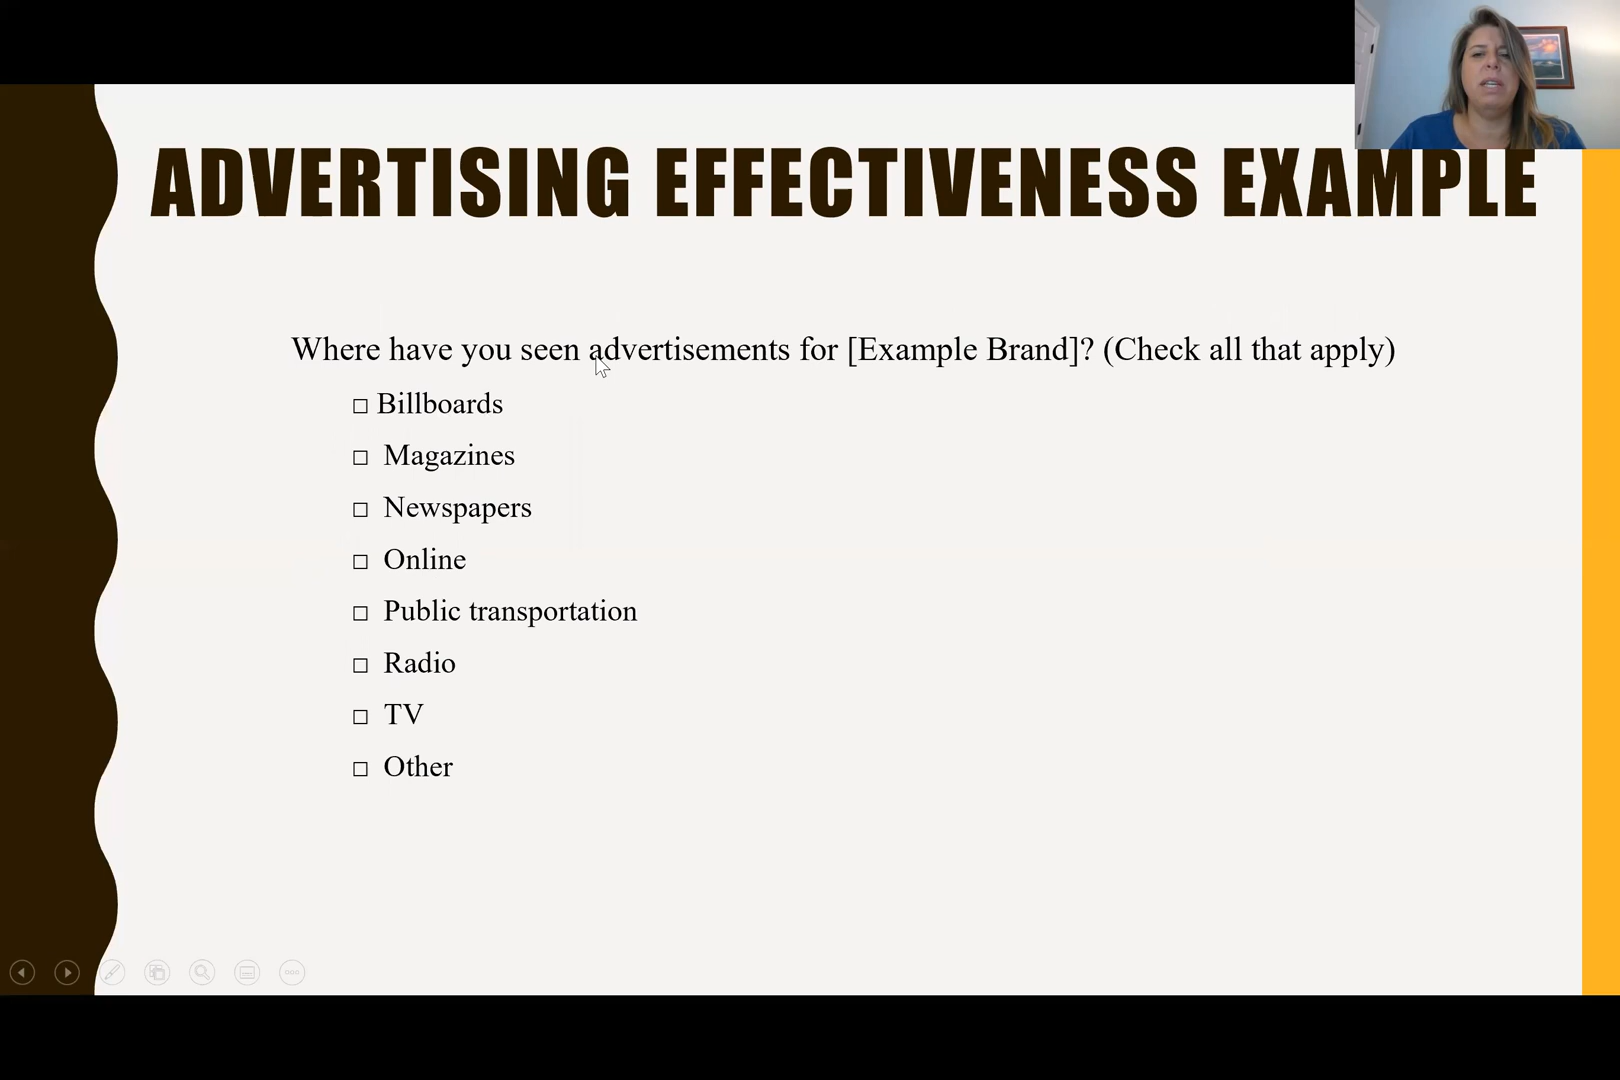 ADVERTISING EFFECTIVENESS EXAMPLE
Where have you seen advertisements for [Example Brand]? (Check all that apply)
□ Billboards
□ Magazines
□ Newspapers
□ Online
□ Public transportation
□ Radio
□ TV
□ Other